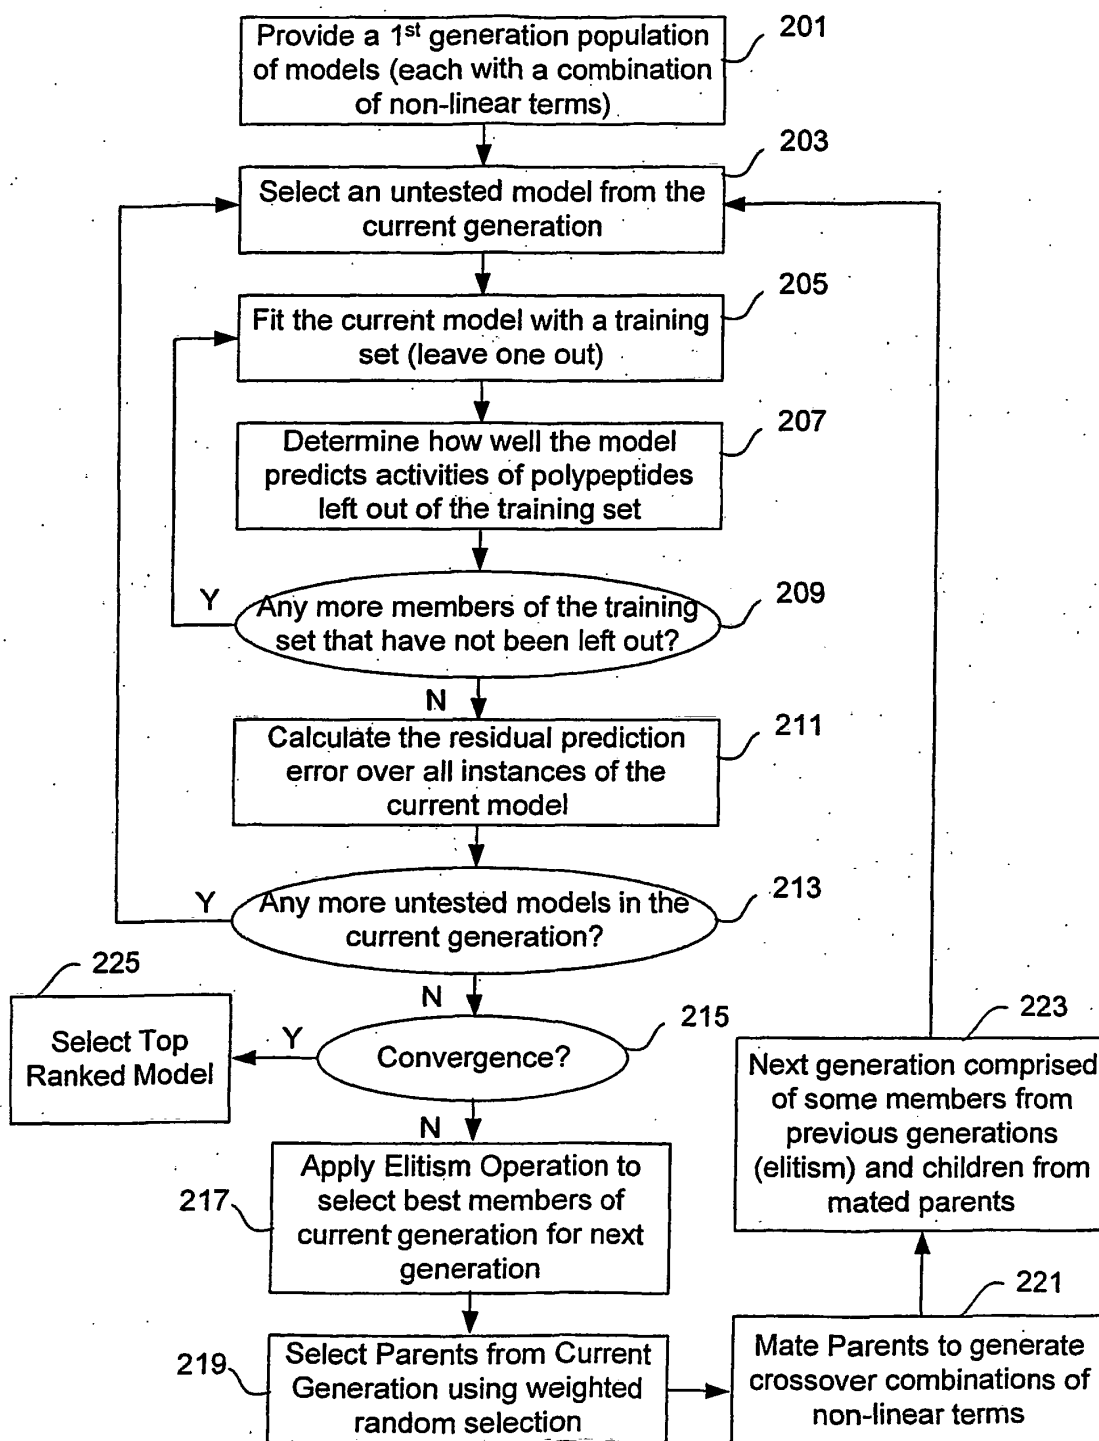 Provide a 1st generation population
of models (each with a combination
of non-linear terms)
201
Select an untested model from the
current generation
203
Fit the current model with a training
set (leave one out)
205
Determine how well the model
predicts activities of polypeptides
left out of the training set
207
Any more members of the training
set that have not been left out?
209
Y
N
Calculate the residual prediction
error over all instances of the
current model
211
Any more untested models in the
current generation?
213
Y
N
Convergence?
215
Y
N
Select Top
Ranked Model
225
Apply Elitism Operation to
select best members of
current generation for next
generation
217
Select Parents from Current
Generation using weighted
random selection
219
Mate Parents to generate
crossover combinations of
non-linear terms
221
Next generation comprised
of some members from
previous generations
(elitism) and children from
mated parents
223